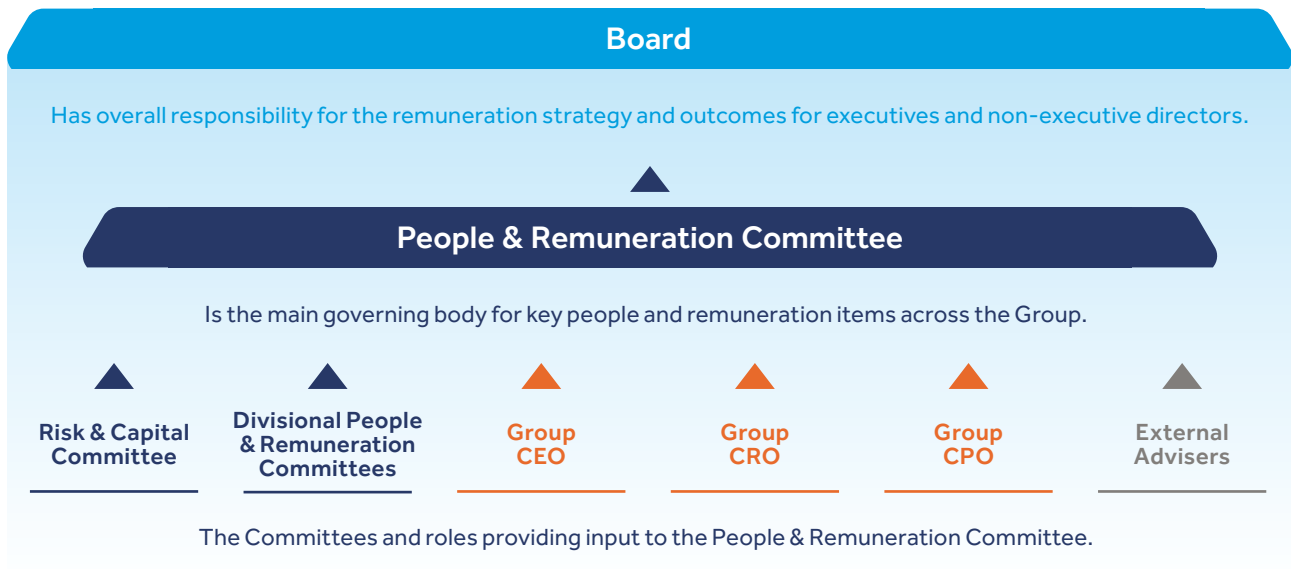 Board
Has overall responsibility for the remuneration strategy and outcomes for executives and non-executive directors.
People & Remuneration Committee
Is the main governing body for key people and remuneration items across the Group.
Risk & Capital
Committee
Divisional People
& Remuneration
Committees
Group
CEO
Group
CRO
Group
CPO
External
Advisers
The Committees and roles providing input to the People & Remuneration Committee.